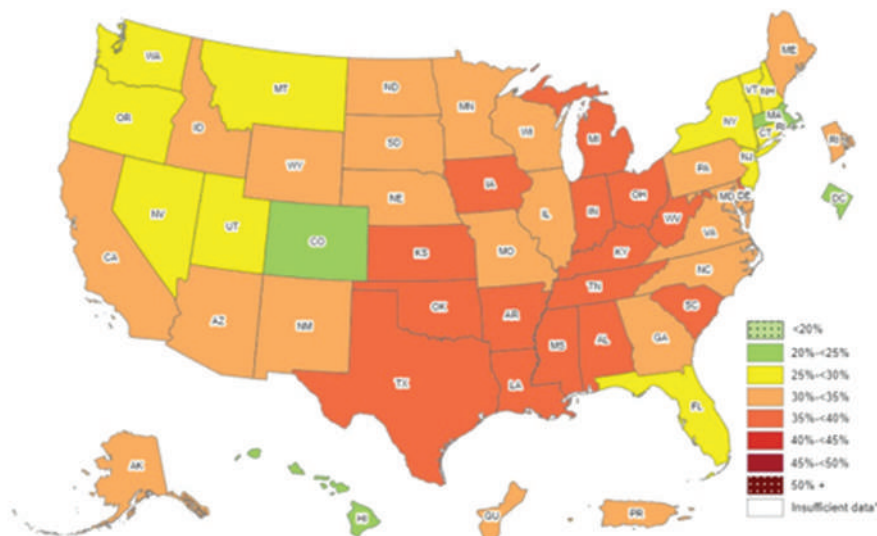 WA
MT
ND
MN
ME
VT
NH
OR
ID
SD
WI
MI
NY
MA
RI
CT
WY
IA
PA
NJ
RI
NE
IL
IN
OH
MD
DE
DC
NV
UT
CO
KS
MO
WV
VA
KY
CA
NC
TN
AZ
NM
OK
AR
SC
MS
AL
GA
TX
LA
FL
AK
HI
GU
PR
<20%
20%-<25%
25%-<30%
30%-<35%
35%-<40%
40%-<45%
45%-<50%
50% +
Insufficient data*